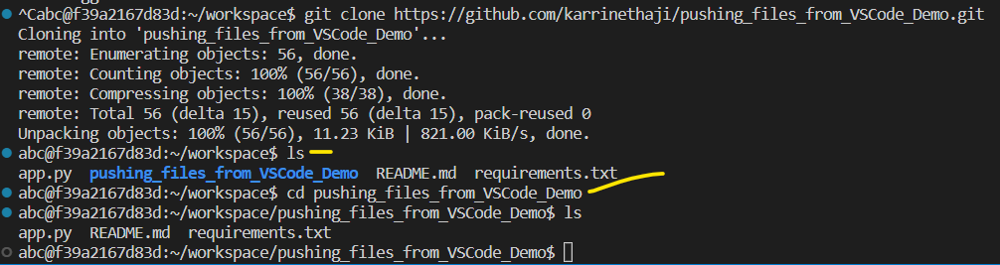 ^Cabc@f39a2167d83d:~/workspace$ git clone https://github.com/karrinethaji/pushing_files_from_VSCode_Demo.git
Cloning into 'pushing_files_from_VSCode_Demo'...
remote: Enumerating objects: 56, done.
remote: Counting objects: 100% (56/56), done.
remote: Compressing objects: 100% (38/38), done.
remote: Total 56 (delta 15), reused 56 (delta 15), pack-reused 0
Unpacking objects: 100% (56/56), 11.23 KiB | 821.00 KiB/s, done.
abc@f39a2167d83d:~/workspace$ ls
app.py  pushing_files_from_VSCode_Demo  README.md  requirements.txt
abc@f39a2167d83d:~/workspace$ cd pushing_files_from_VSCode_Demo
abc@f39a2167d83d:~/workspace/pushing_files_from_VSCode_Demo$ ls
app.py  README.md  requirements.txt
abc@f39a2167d83d:~/workspace/pushing_files_from_VSCode_Demo$